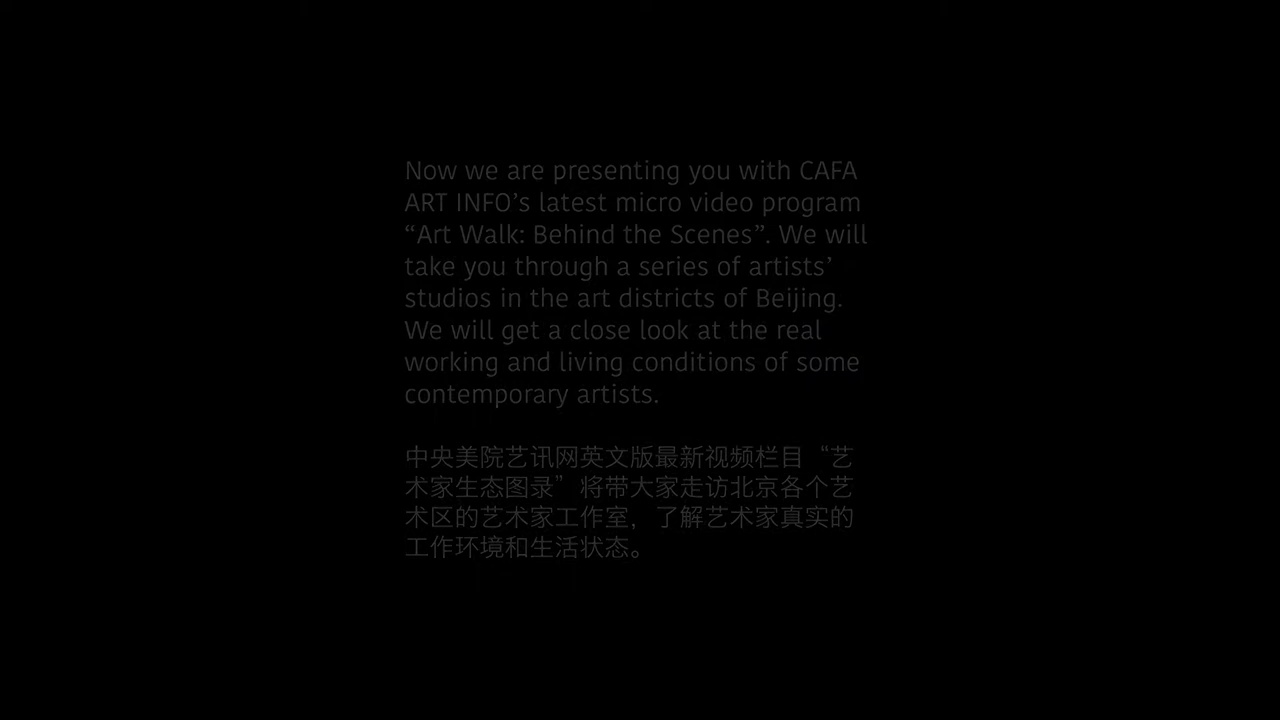 Now we are presenting you with CAFA
ART INFO’s latest micro video program
“Art Walk: Behind the Scenes”. We will
take you through a series of artists’
studios in the art districts of Beijing.
We will get a close look at the real
working and living conditions of some
contemporary artists.
中央美院艺讯网英文版最新视频栏目“艺
术家生态图录”将带大家走访北京各个艺
术区的艺术家工作室，了解艺术家真实的
工作环境和生活状态。